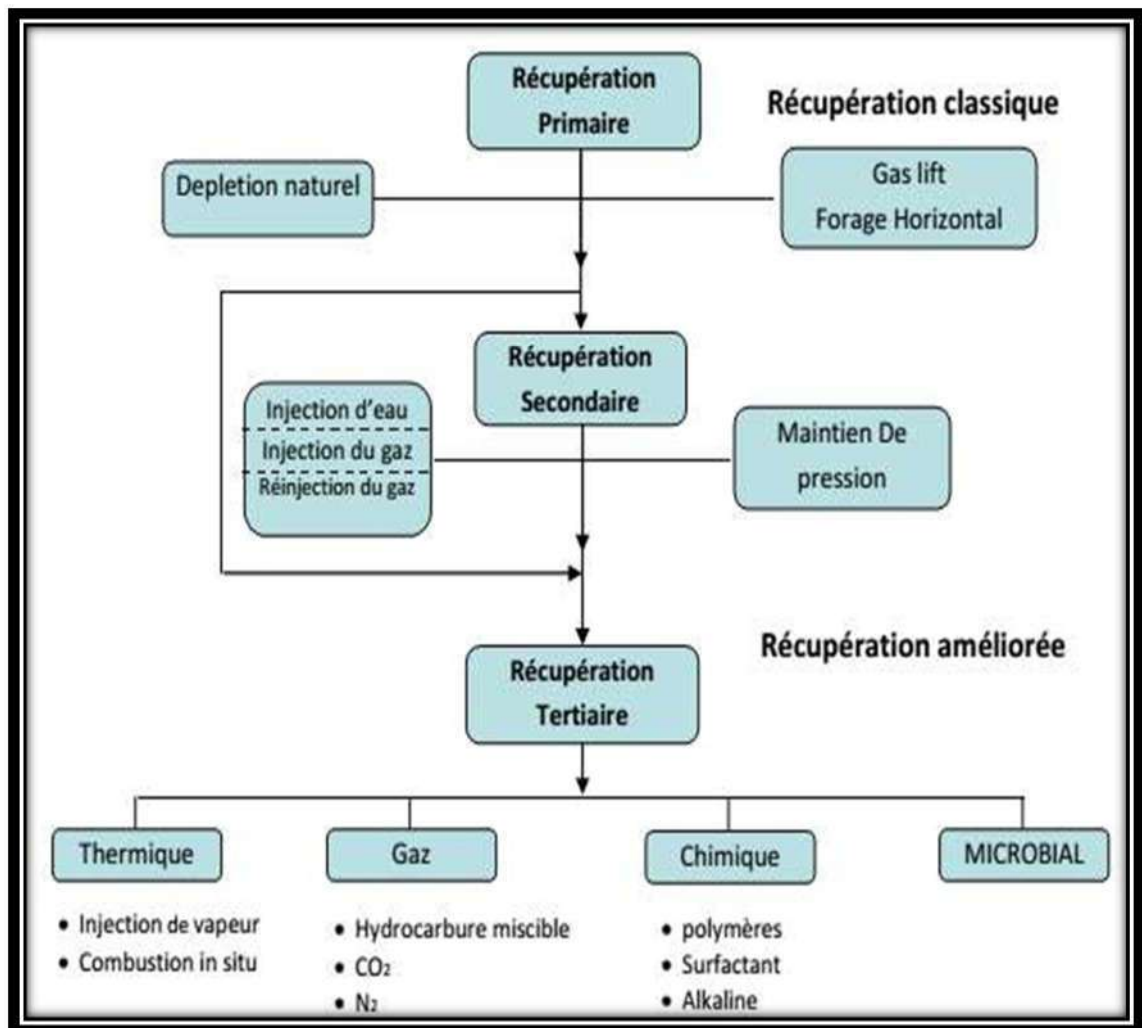 Récupération
Primaire
Récupération classique
Depletion naturel
Gas lift
Forage Horizontal
Récupération
Secondaire
Injection d'eau
Injection du gaz
Réinjection du gaz
Maintien De
pression
Récupération améliorée
Récupération
Tertiaire
Thermique
• Injection de vapeur
• Combustion in situ
Gaz
• Hydrocarbure miscible
• CO₂
• N₂
Chimique
• polymères
• Surfactant
• Alkaline
MICROBIAL